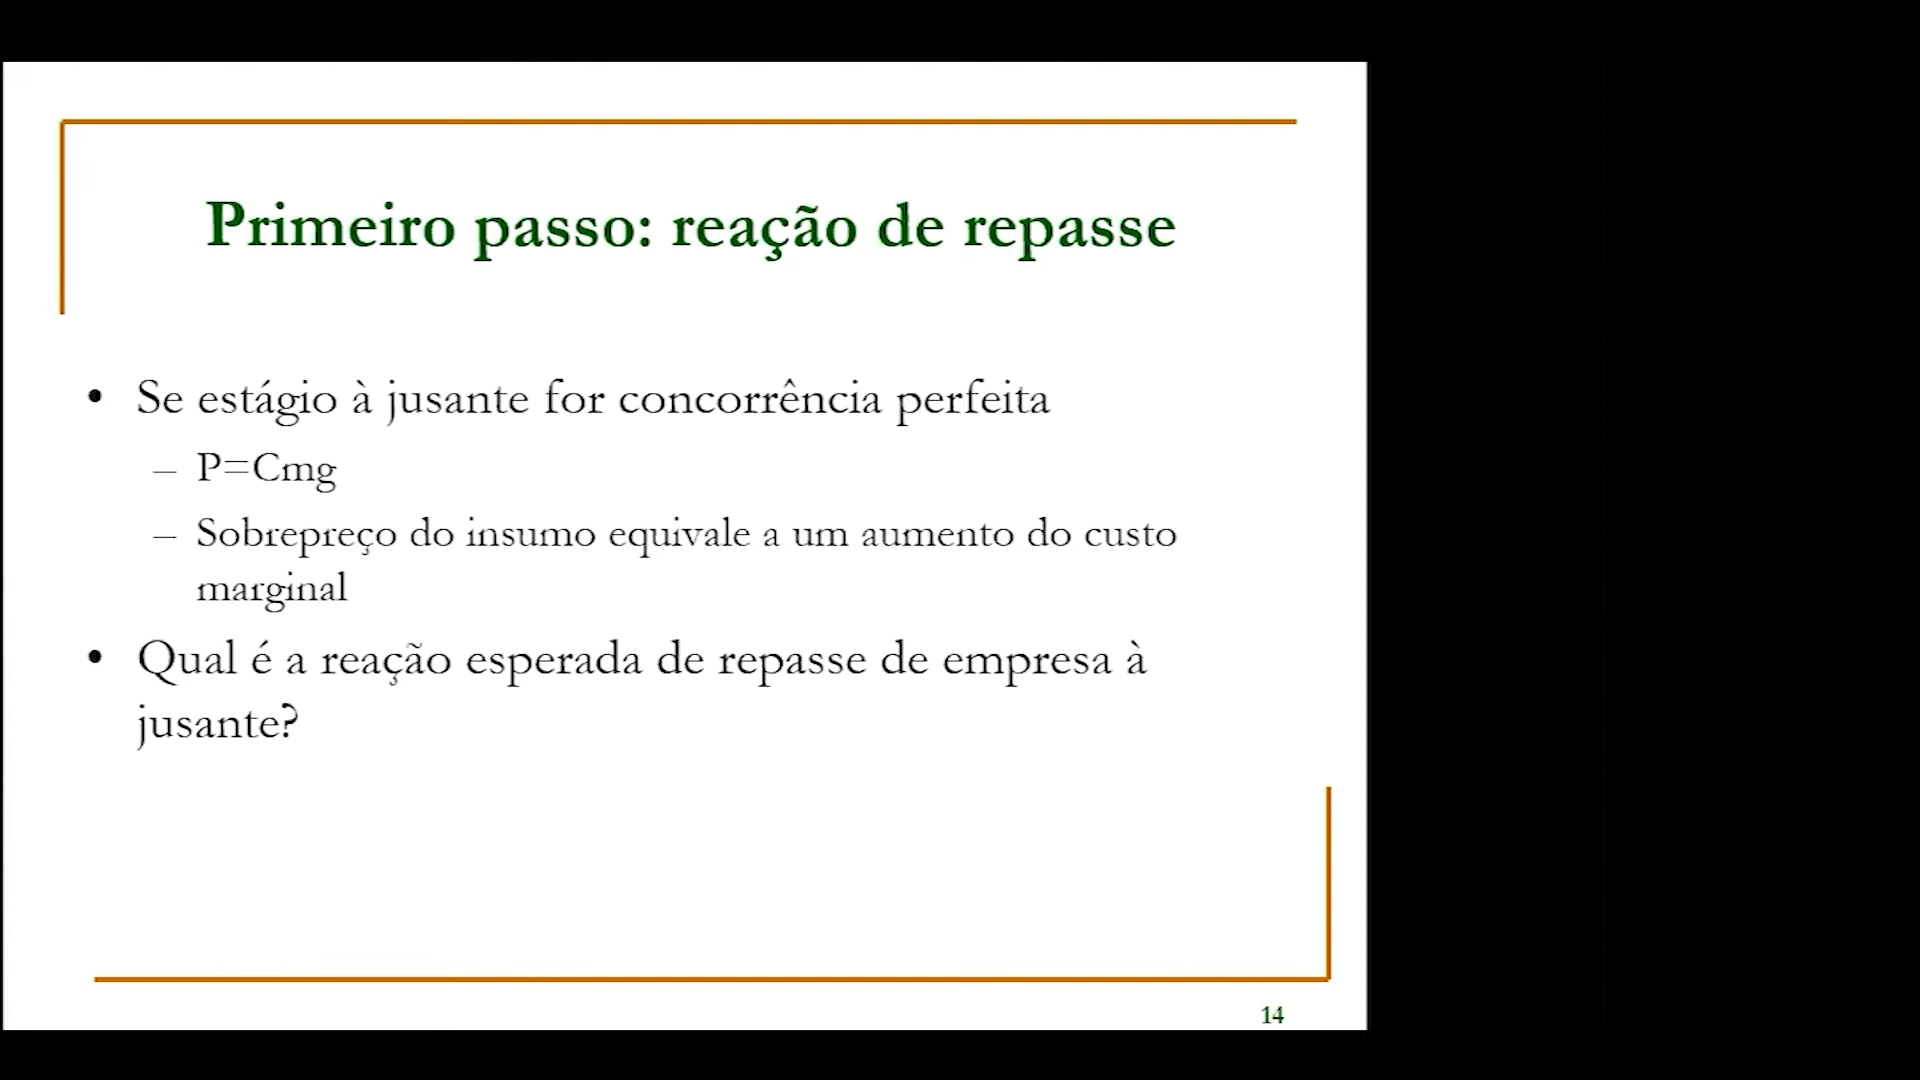 Primeiro passo: reação de repasse
• Se estágio à jusante for concorrência perfeita
– P=Cmg
– Sobrepreço do insumo equivale a um aumento do custo
marginal
• Qual é a reação esperada de repasse de empresa à
jusante?
14